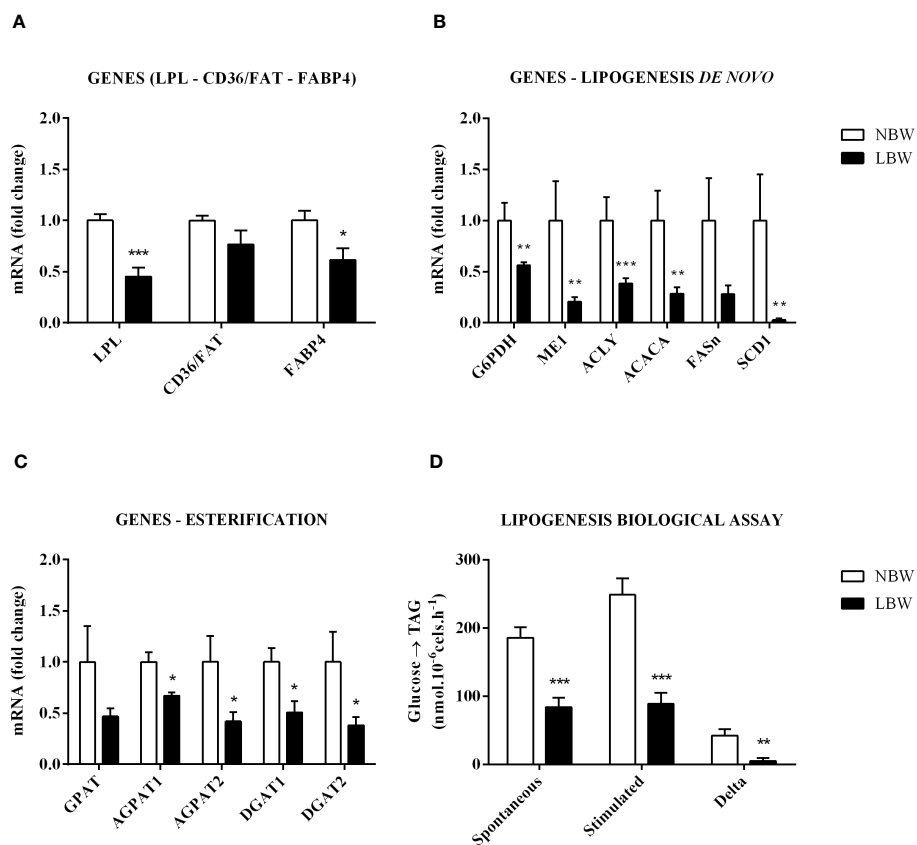 A
GENES (LPL - CD36/FAT - FABP4)
mRNA (fold change)
2.0
1.5
1.0
0.5
0.0
***
*
LPL
CD36/FAT
FABP4
B
GENES - LIPOGENESIS DE NOVO
mRNA (fold change)
2.0
1.5
1.0
0.5
0.0
**
**
***
**
**
G6PDH
ME1
ACLY
ACACA
FASn
SCD1
NBW
LBW
C
GENES - ESTERIFICATION
mRNA (fold change)
2.0
1.5
1.0
0.5
0.0
*
*
*
*
GPAT
AGPAT1
AGPAT2
DGAT1
DGAT2
D
LIPOGENESIS BIOLOGICAL ASSAY
Glucose → TAG
(nmol.10⁻⁶cels.h⁻¹)
300
200
100
0
***
***
**
Spontaneous
Stimulated
Delta
NBW
LBW